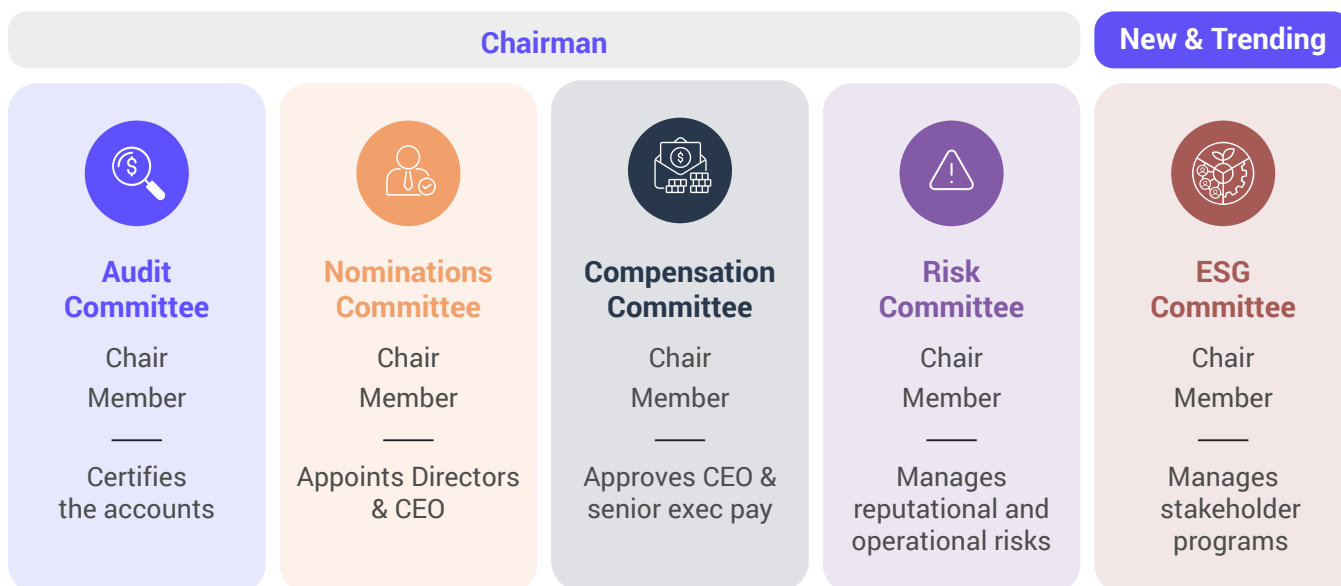 Chairman
New & Trending
Audit
Committee
Chair
Member
Certifies
the accounts
Nominations
Committee
Chair
Member
Appoints Directors
& CEO
Compensation
Committee
Chair
Member
Approves CEO &
senior exec pay
Risk
Committee
Chair
Member
Manages
reputational and
operational risks
ESG
Committee
Chair
Member
Manages
stakeholder
programs